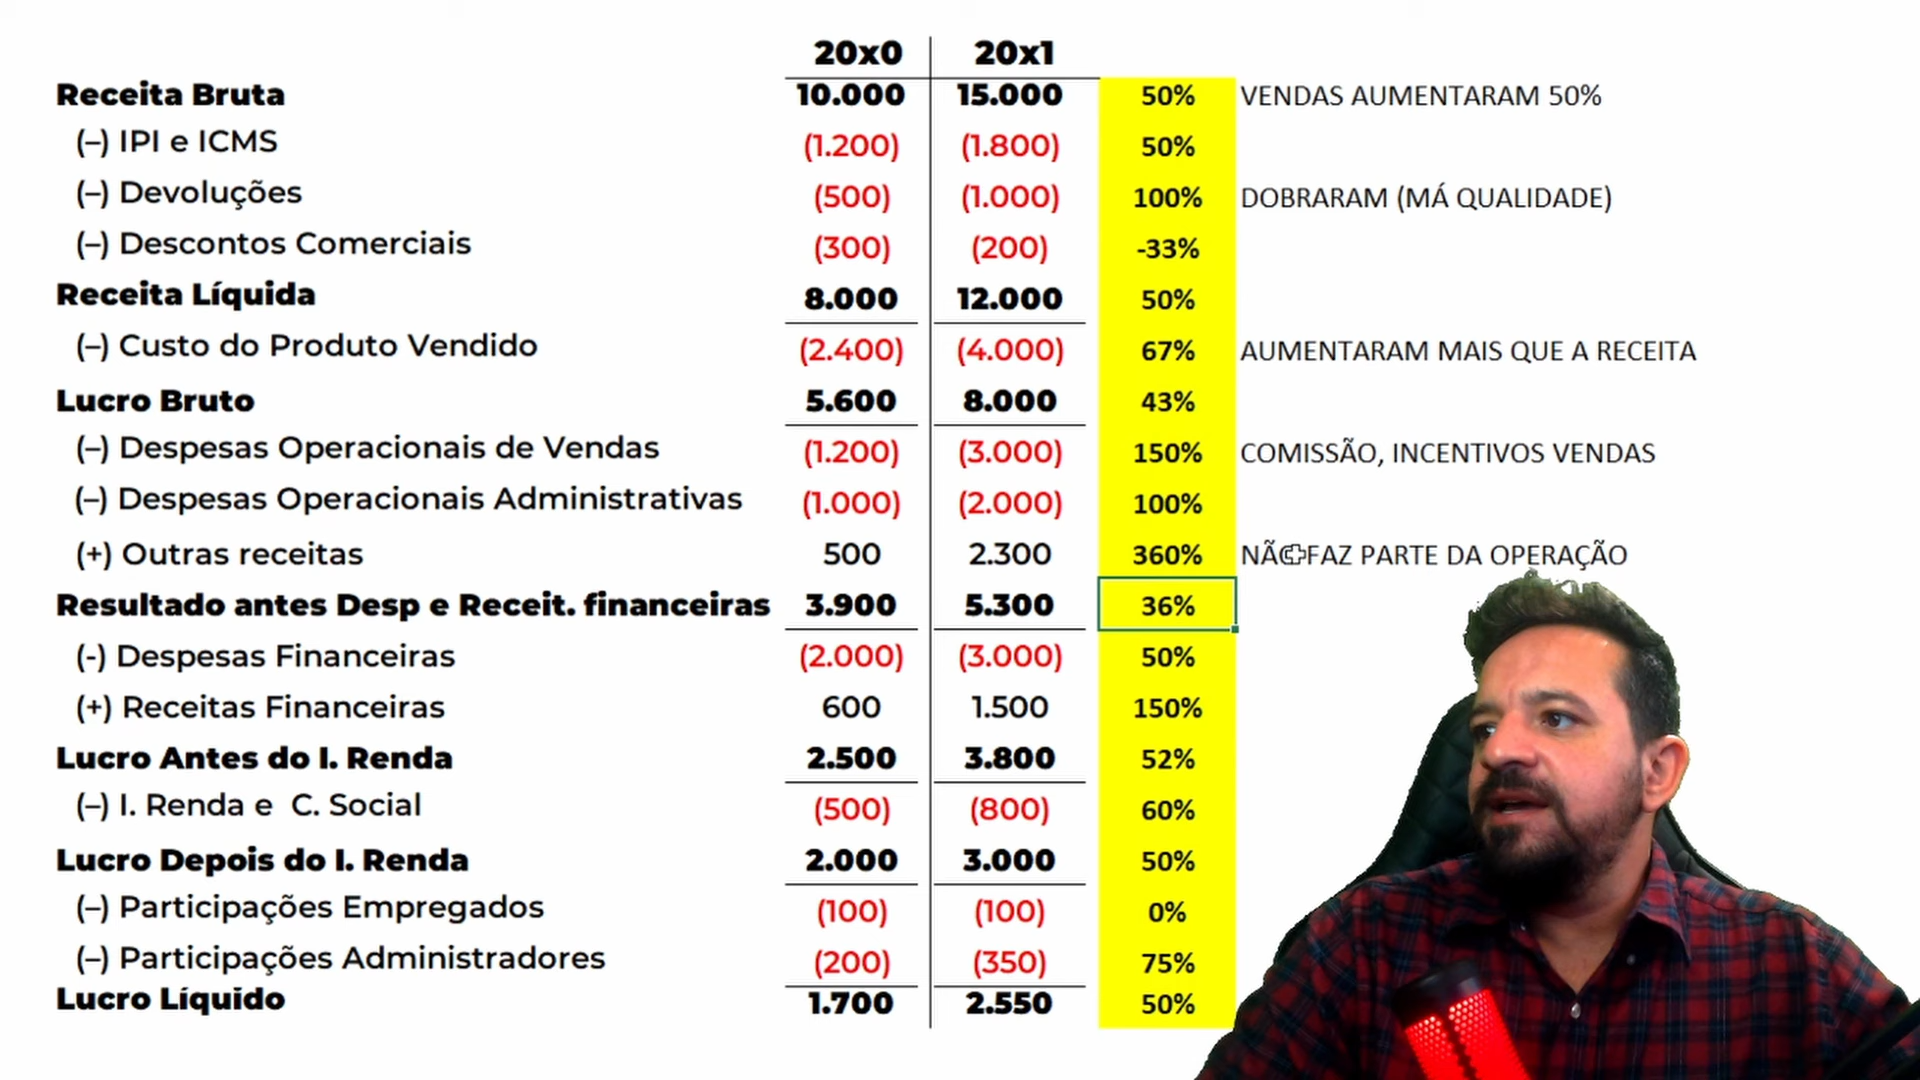 20x0 20x1
Receita Bruta 10.000 15.000 50% VENDAS AUMENTARAM 50%
(–) IPI e ICMS (1.200) (1.800) 50%
(–) Devoluções (500) (1.000) 100% DOBRARAM (MÁ QUALIDADE)
(–) Descontos Comerciais (300) (200) -33%
Receita Líquida 8.000 12.000 50%
(–) Custo do Produto Vendido (2.400) (4.000) 67% AUMENTARAM MAIS QUE A RECEITA
Lucro Bruto 5.600 8.000 43%
(–) Despesas Operacionais de Vendas (1.200) (3.000) 150% COMISSÃO, INCENTIVOS VENDAS
(–) Despesas Operacionais Administrativas (1.000) (2.000) 100%
(+) Outras receitas 500 2.300 360% NÃO FAZ PARTE DA OPERAÇÃO
Resultado antes Desp e Receit. financeiras 3.900 5.300 36%
(-) Despesas Financeiras (2.000) (3.000) 50%
(+) Receitas Financeiras 600 1.500 150%
Lucro Antes do I. Renda 2.500 3.800 52%
(–) I. Renda e C. Social (500) (800) 60%
Lucro Depois do I. Renda 2.000 3.000 50%
(–) Participações Empregados (100) (100) 0%
(–) Participações Administradores (200) (350) 75%
Lucro Líquido 1.700 2.550 50%